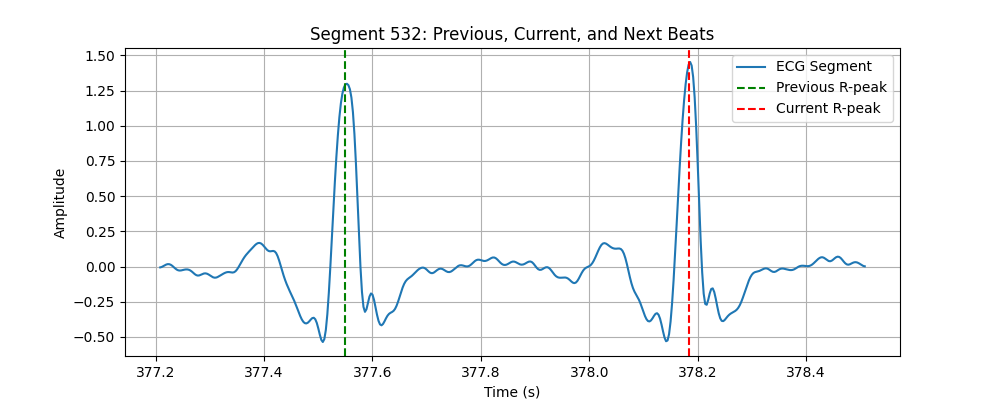 Segment 532: Previous, Current, and Next Beats
1.50
1.25
1.00
0.75
0.50
0.25
0.00
−0.25
−0.50
Amplitude
ECG Segment
Previous R-peak
Current R-peak
377.2 377.4 377.6 377.8 378.0 378.2 378.4
Time (s)